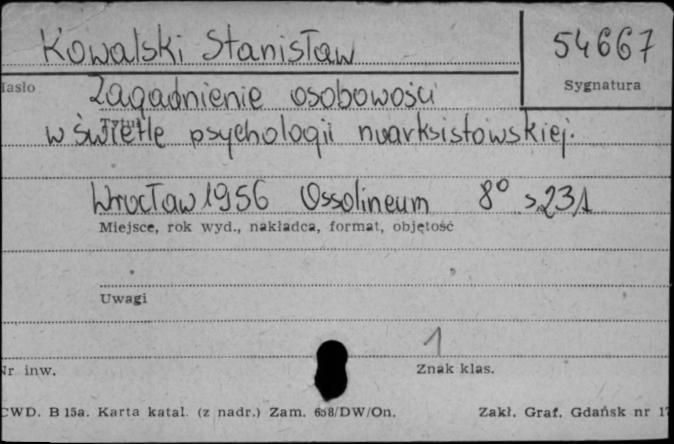 Kowalski Stanisław 54667
Hasło Sygnatura
Zagadnienie osobowości
Tytuł
w świetle psychologii marksistowskiej.
Wrocław 1956 Ossolineum 8° s. 231
Miejsce, rok wyd., nakładca, format, objętość
Uwagi
1
Nr inw. Znak klas.
CWD. B 15a. Karta katal. (z nadr.) Zam. 658/DW/On. Zakł. Graf. Gdańsk nr